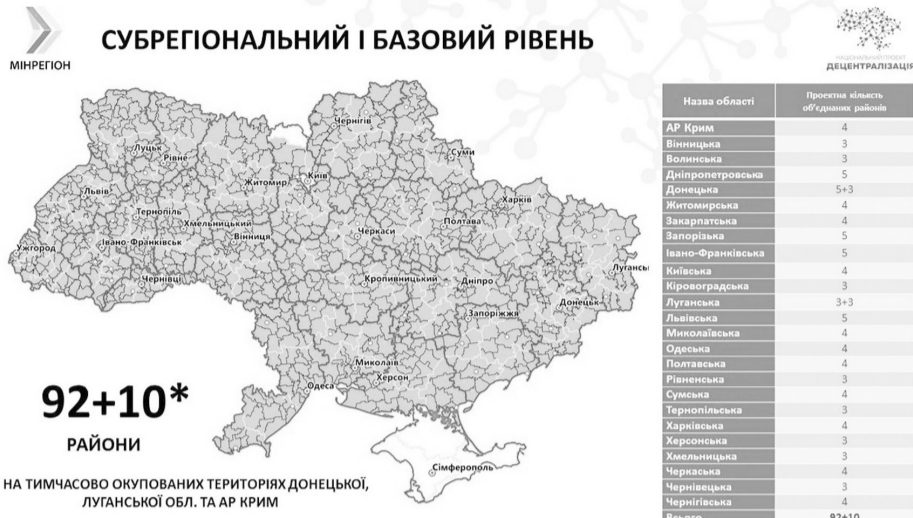 МІНРЕГІОН
СУБРЕГІОНАЛЬНИЙ І БАЗОВИЙ РІВЕНЬ
НАЦІОНАЛЬНИЙ ПРОЕКТ
ДЕЦЕНТРАЛІЗАЦІЯ
Чернігів
Суми
Луцьк
Рівне
Київ
Житомир
Львів
Харків
Тернопіль
Хмельницький
Полтава
Черкаси
Вінниця
Ужгород
Івано-Франківськ
Чернівці
Кропивницький
Дніпро
Луганськ
Донецьк
Запоріжжя
Миколаїв
Херсон
Одеса
Сімферополь
92+10*
РАЙОНИ
НА ТИМЧАСОВО ОКУПОВАНИХ ТЕРИТОРІЯХ ДОНЕЦЬКОЇ,
ЛУГАНСЬКОЇ ОБЛ. ТА АР КРИМ
Назва області Проектна кількість
об'єднаних районів
АР Крим 4
Вінницька 3
Волинська 3
Дніпропетровська 5
Донецька 5+3
Житомирська 4
Закарпатська 4
Запорізька 5
Івано-Франківська 5
Київська 4
Кіровоградська 3
Луганська 3+3
Львівська 5
Миколаївська 4
Одеська 4
Полтавська 4
Рівненська 3
Сумська 4
Тернопільська 3
Харківська 4
Херсонська 3
Хмельницька 3
Черкаська 4
Чернівецька 3
Чернігівська 4
Всього 92+10